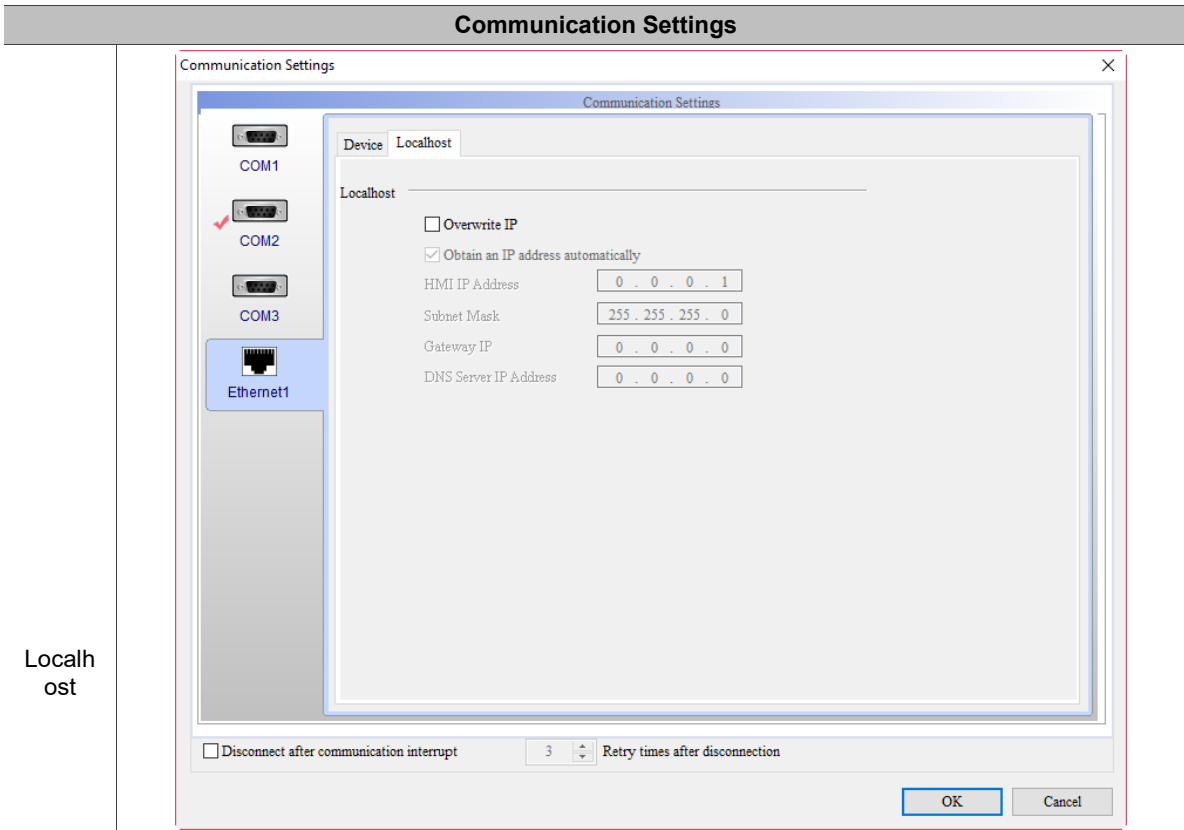 Communication Settings
Communication Settings
Communication Settings
COM1
COM2
COM3
Ethernet1
Device Localhost
Localhost
Overwrite IP
Obtain an IP address automatically
HMI IP Address 0 . 0 . 0 . 1
Subnet Mask 255 . 255 . 255 . 0
Gateway IP 0 . 0 . 0 . 0
DNS Server IP Address 0 . 0 . 0 . 0
Localh
ost
Disconnect after communication interrupt 3 Retry times after disconnection
OK Cancel